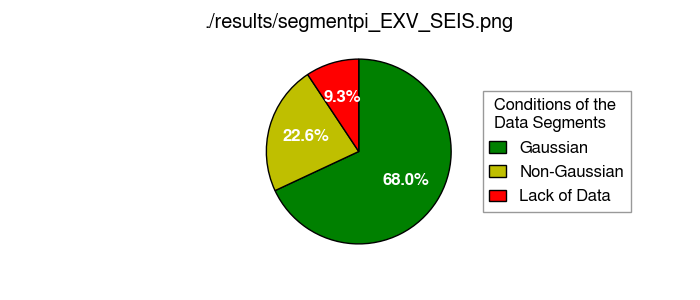 ./results/segmentpi_EXV_SEIS.png
9.3%
22.6%
68.0%
Conditions of the
Data Segments
Gaussian
Non-Gaussian
Lack of Data